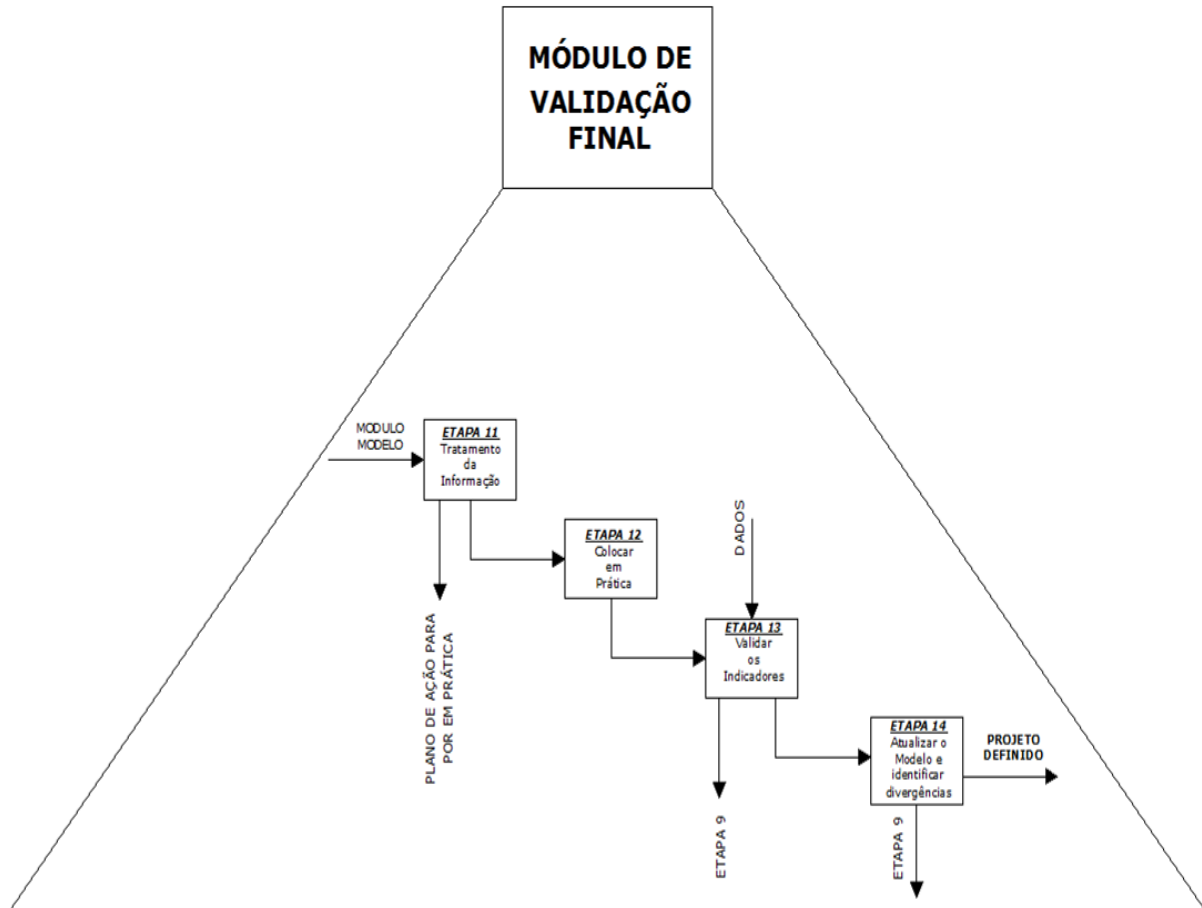 MÓDULO DE
VALIDAÇÃO
FINAL
MODULO
MODELO
ETAPA 11
Tratamento
da
Informação
ETAPA 12
Colocar
em
Prática
DADOS
PLANO DE AÇÃO PARA
POR EM PRÁTICA
ETAPA 13
Validar
os
Indicadores
ETAPA 9
ETAPA 14
Atualizar o
Modelo e
identificar
divergências
PROJETO
DEFINIDO
ETAPA 9